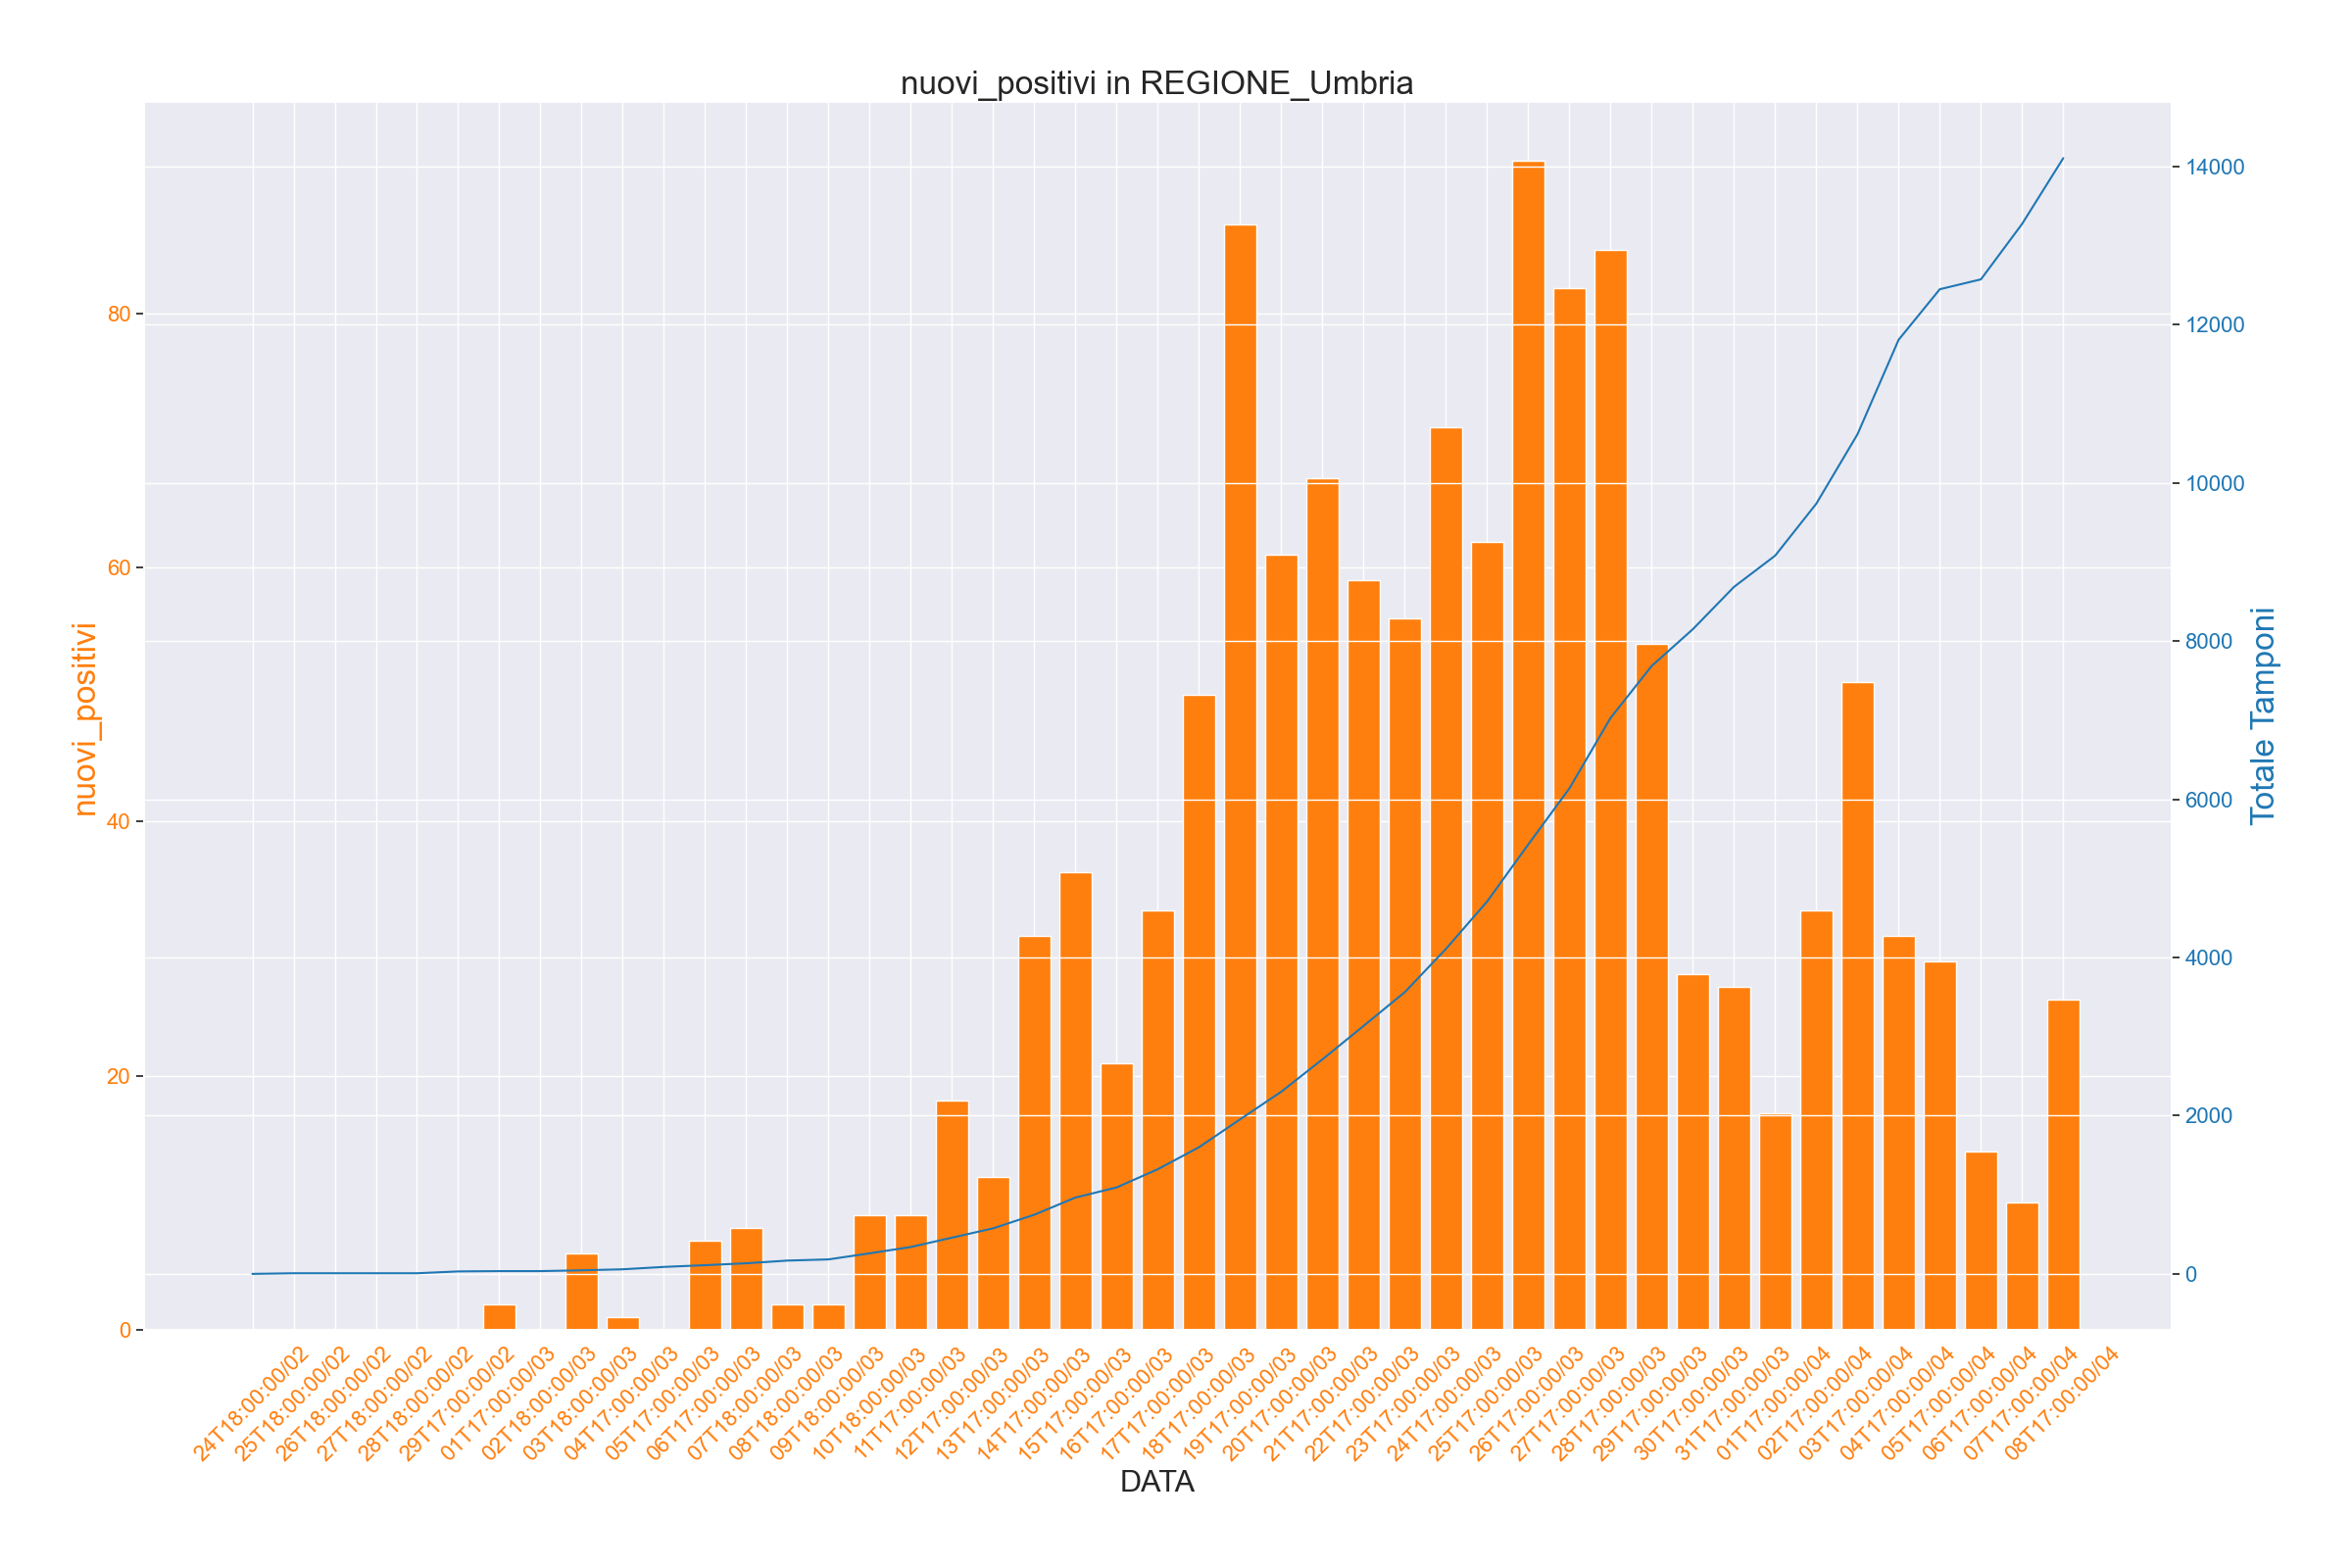 nuovi_positivi in REGIONE_Umbria
nuovi_positivi
80
60
40
20
0
Totale Tamponi
14000
12000
10000
8000
6000
4000
2000
0
24T18:00:00/02
25T18:00:00/02
26T18:00:00/02
27T18:00:00/02
28T18:00:00/02
29T17:00:00/02
01T17:00:00/03
02T18:00:00/03
03T18:00:00/03
04T17:00:00/03
05T17:00:00/03
06T17:00:00/03
07T18:00:00/03
08T18:00:00/03
09T18:00:00/03
10T18:00:00/03
11T17:00:00/03
12T17:00:00/03
13T17:00:00/03
14T17:00:00/03
15T17:00:00/03
16T17:00:00/03
17T17:00:00/03
18T17:00:00/03
19T17:00:00/03
20T17:00:00/03
21T17:00:00/03
22T17:00:00/03
23T17:00:00/03
24T17:00:00/03
25T17:00:00/03
26T17:00:00/03
27T17:00:00/03
28T17:00:00/03
29T17:00:00/03
30T17:00:00/03
31T17:00:00/03
01T17:00:00/04
02T17:00:00/04
03T17:00:00/04
04T17:00:00/04
05T17:00:00/04
06T17:00:00/04
07T17:00:00/04
08T17:00:00/04
DATA